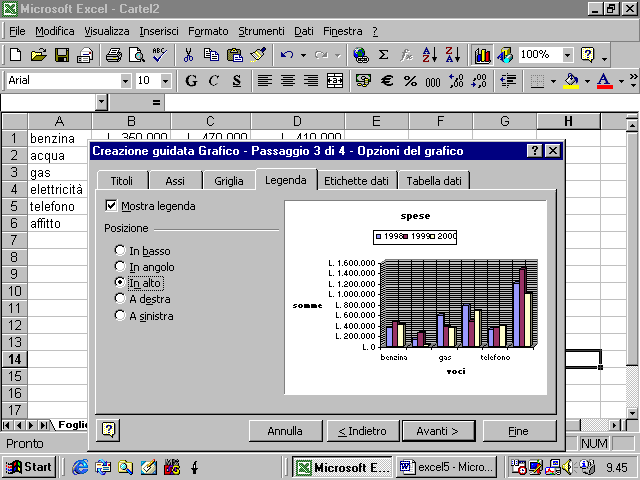 Microsoft Excel - Cartel2
File Modifica Visualizza Inserisci Formato Strumenti Dati Finestra ?
100%
Arial 10 G C S € % 000
=
A B C D E F G H
1 benzina L. 360.000 L. 470.000 L. 410.000
2 acqua
3 gas
4 elettricità
5 telefono
6 affitto
7
8
9
10
11
12
13
14
15
16
17
Creazione guidata Grafico - Passaggio 3 di 4 - Opzioni del grafico
Titoli Assi Griglia Legenda Etichette dati Tabella dati
Mostra legenda
Posizione
In basso
In angolo
In alto
A destra
A sinistra
spese
1998 1999 2000
L. 1.600.000
L. 1.400.000
L. 1.200.000
L. 1.000.000
L. 800.000
L. 600.000
L. 400.000
L. 200.000
L. 0
somme
benzina gas telefono
voci
Annulla < Indietro Avanti > Fine
Foglio
Pronto NUM
Start Microsoft E... excel5 - Micro... 9.45